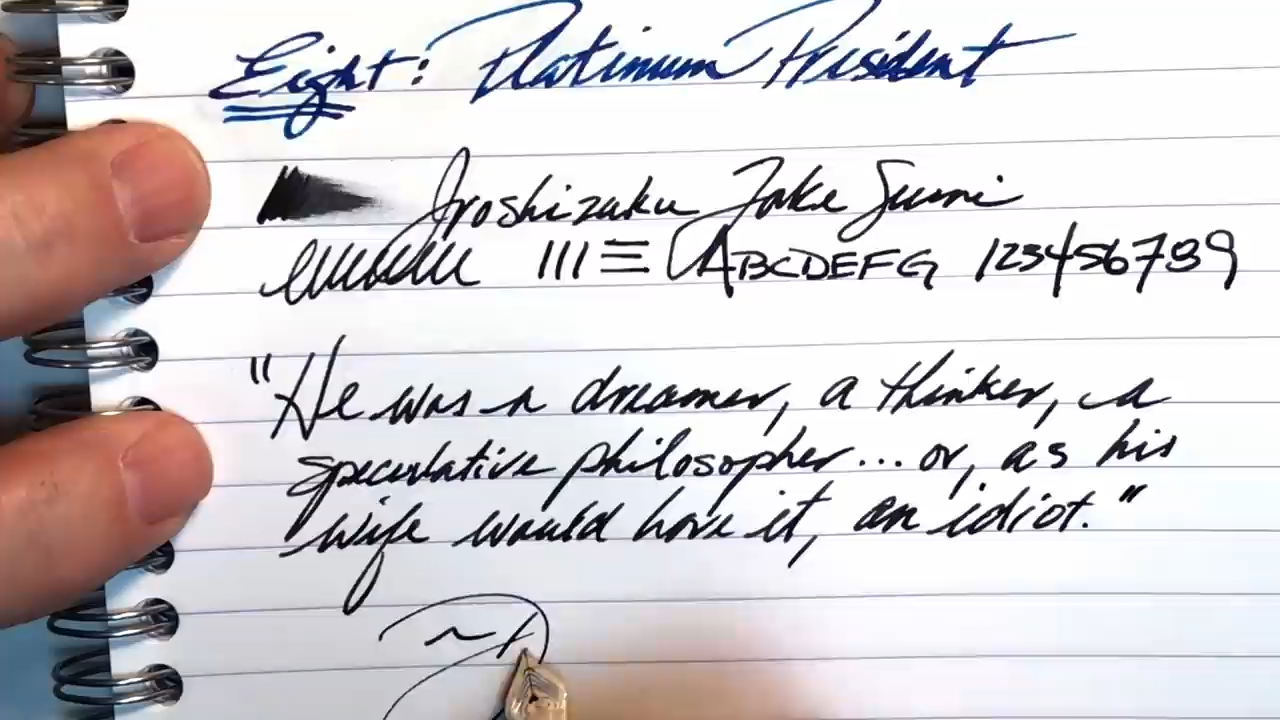 Eight: Platinum President
Iroshizuku Take Sumi
III ABCDEFG 123456789
"He was a dreamer, a thinker, a
speculative philosopher... or, as his
wife would have it, an idiot."
~D